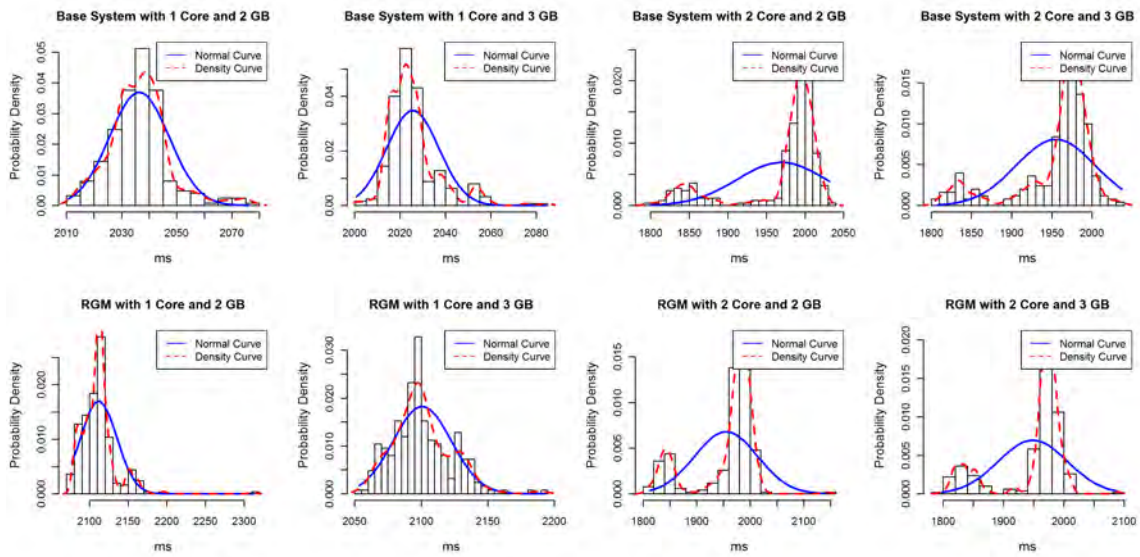 Base System with 1 Core and 2 GB
Probability Density
0.00 0.01 0.02 0.03 0.04 0.05
Normal Curve
Density Curve
2010 2030 2050 2070
ms
Base System with 1 Core and 3 GB
Probability Density
0.00 0.02 0.04
Normal Curve
Density Curve
2000 2020 2040 2060 2080
ms
Base System with 2 Core and 2 GB
Probability Density
0.000 0.005 0.010 0.015 0.020
Normal Curve
Density Curve
1800 1850 1900 1950 2000 2050
ms
Base System with 2 Core and 3 GB
Probability Density
0.000 0.005 0.010 0.015
Normal Curve
Density Curve
1800 1850 1900 1950 2000
ms
RGM with 1 Core and 2 GB
Probability Density
0.000 0.010 0.020
Normal Curve
Density Curve
2100 2150 2200 2250 2300
ms
RGM with 1 Core and 3 GB
Probability Density
0.000 0.005 0.010 0.015 0.020 0.030
Normal Curve
Density Curve
2050 2100 2150 2200
ms
RGM with 2 Core and 2 GB
Probability Density
0.000 0.005 0.010 0.015
Normal Curve
Density Curve
1800 1900 2000 2100
ms
RGM with 2 Core and 3 GB
Probability Density
0.000 0.005 0.010 0.015 0.020
Normal Curve
Density Curve
1800 1900 2000 2100
ms